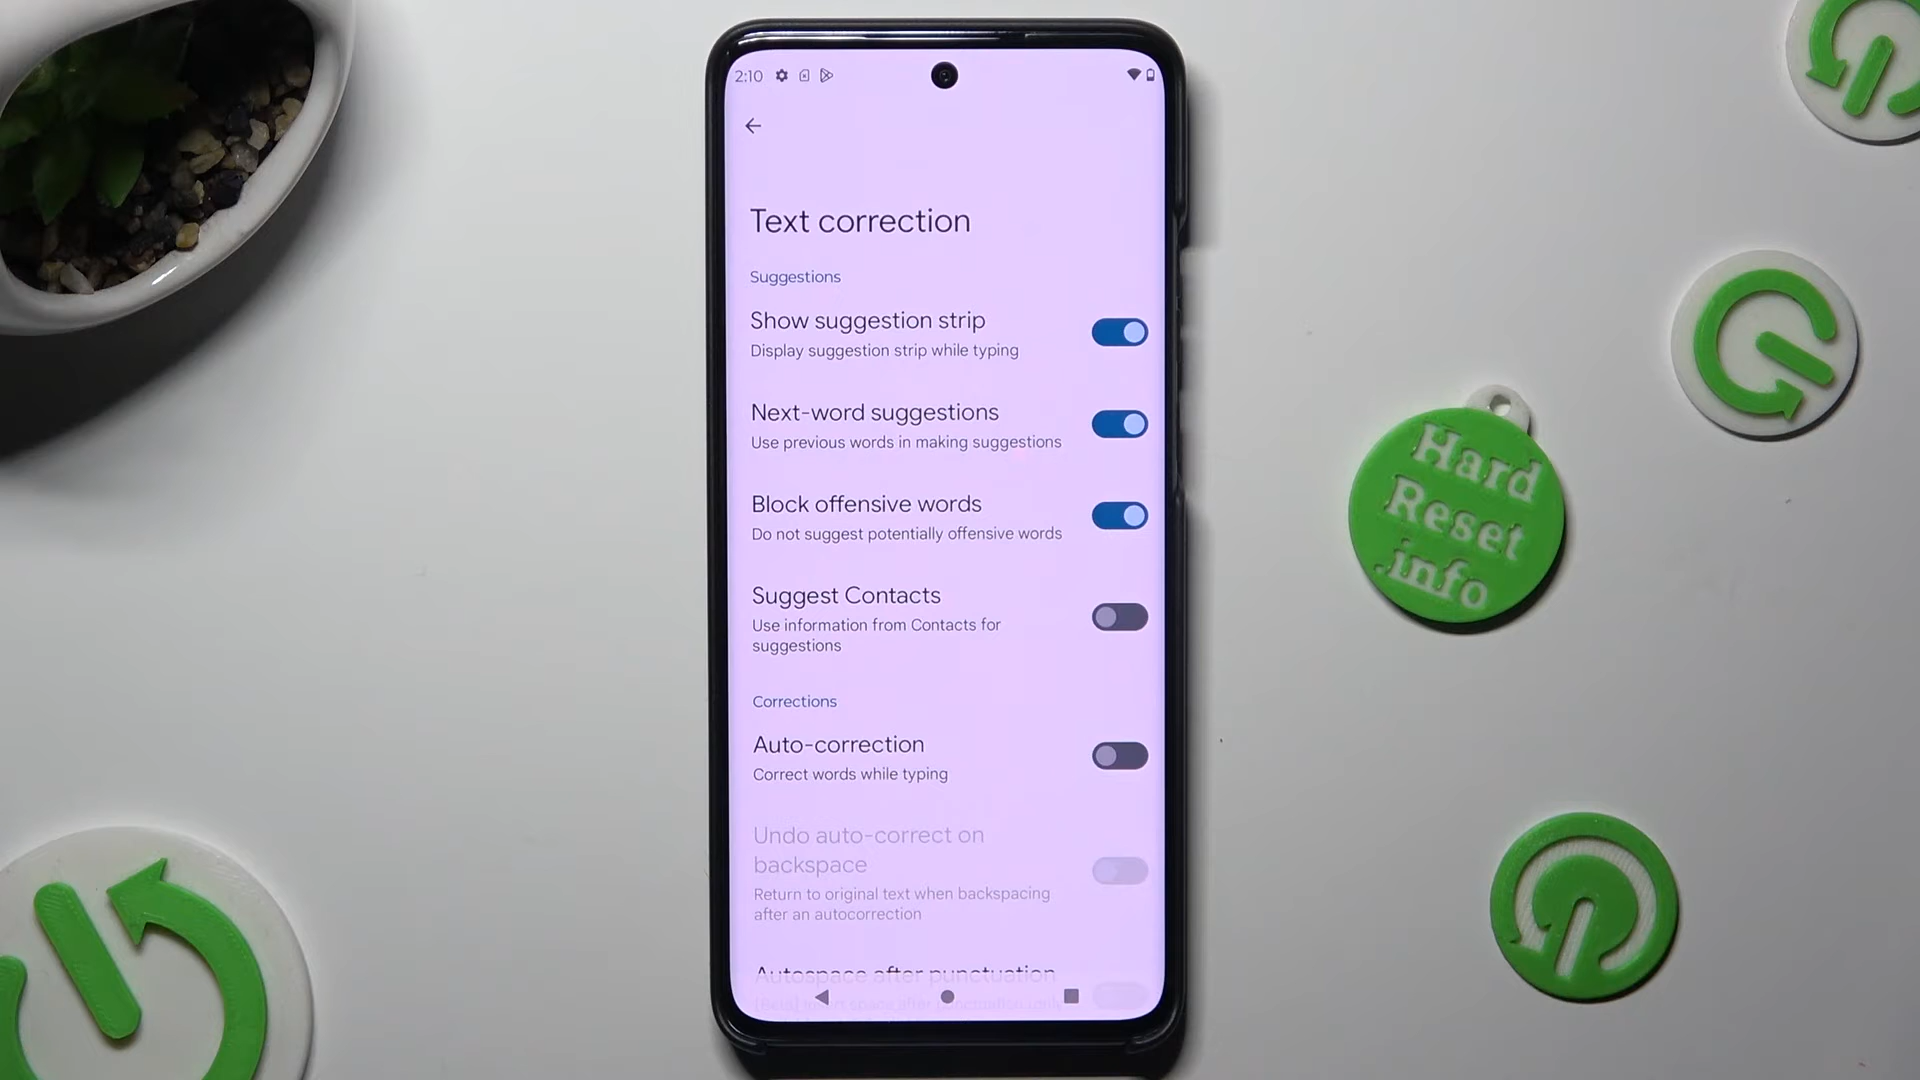 2:10
Text correction
Suggestions
Show suggestion strip
Display suggestion strip while typing
Next-word suggestions
Use previous words in making suggestions
Block offensive words
Do not suggest potentially offensive words
Suggest Contacts
Use information from Contacts for
suggestions
Corrections
Auto-correction
Correct words while typing
Undo auto-correct on
backspace
Return to original text when backspacing
after an autocorrection
Autospace after punctuation
Hard
Reset
.info